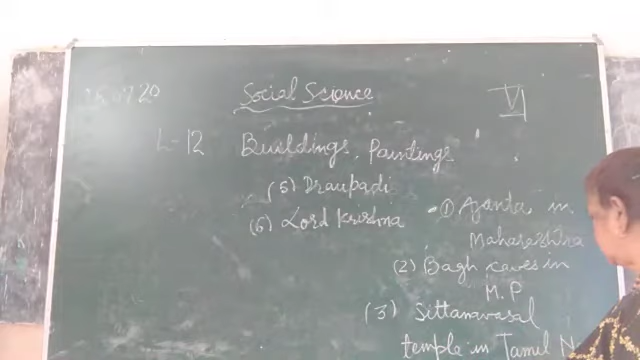 Social Science
VI
L-12 Buildings, Paintings
(5) Draupadi
(6) Lord Krishna
(1) Ajanta in
Maharashtra
(2) Bagh caves in
M.P
(3) Sittanavasal
temple in Tamil N